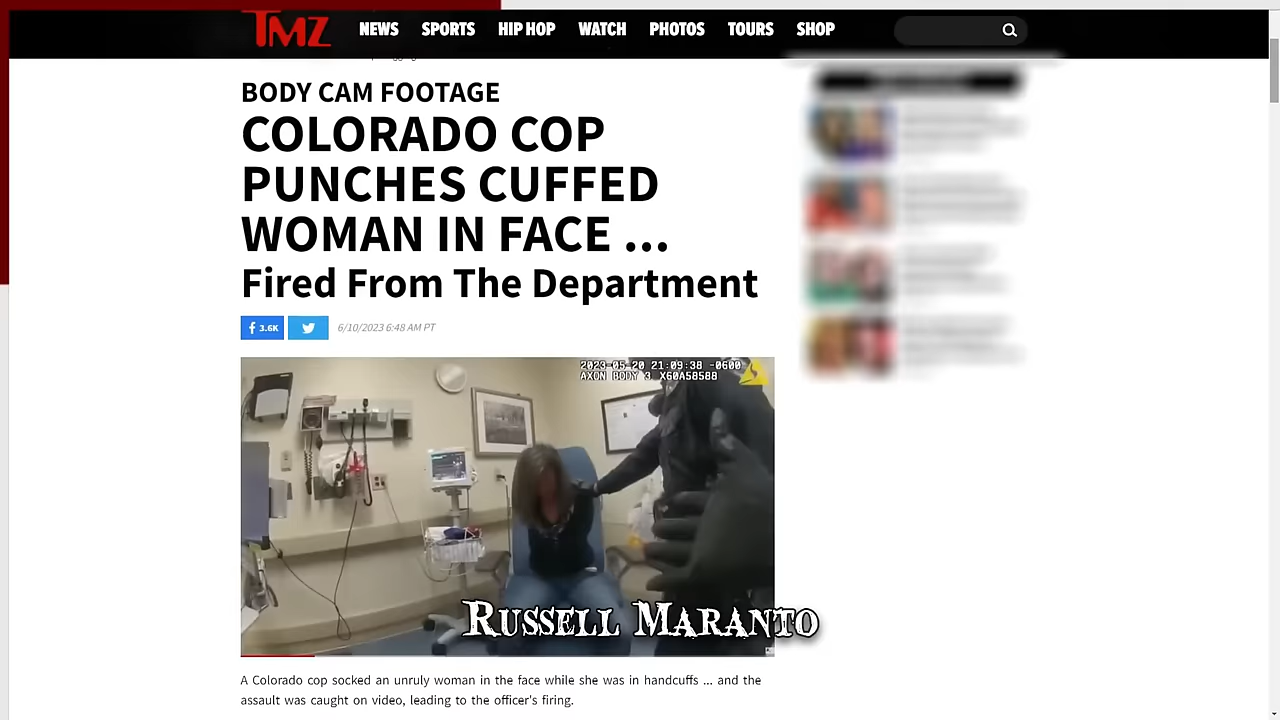 TMZ NEWS SPORTS HIP HOP WATCH PHOTOS TOURS SHOP
BODY CAM FOOTAGE
COLORADO COP
PUNCHES CUFFED
WOMAN IN FACE ...
Fired From The Department
3.6K 6/10/2023 6:48 AM PT
2023-05-20 21:09:38 -0600
AXON BODY 3 X60A58588
RUSSELL MARANTO
A Colorado cop socked an unruly woman in the face while she was in handcuffs ... and the
assault was caught on video, leading to the officer's firing.